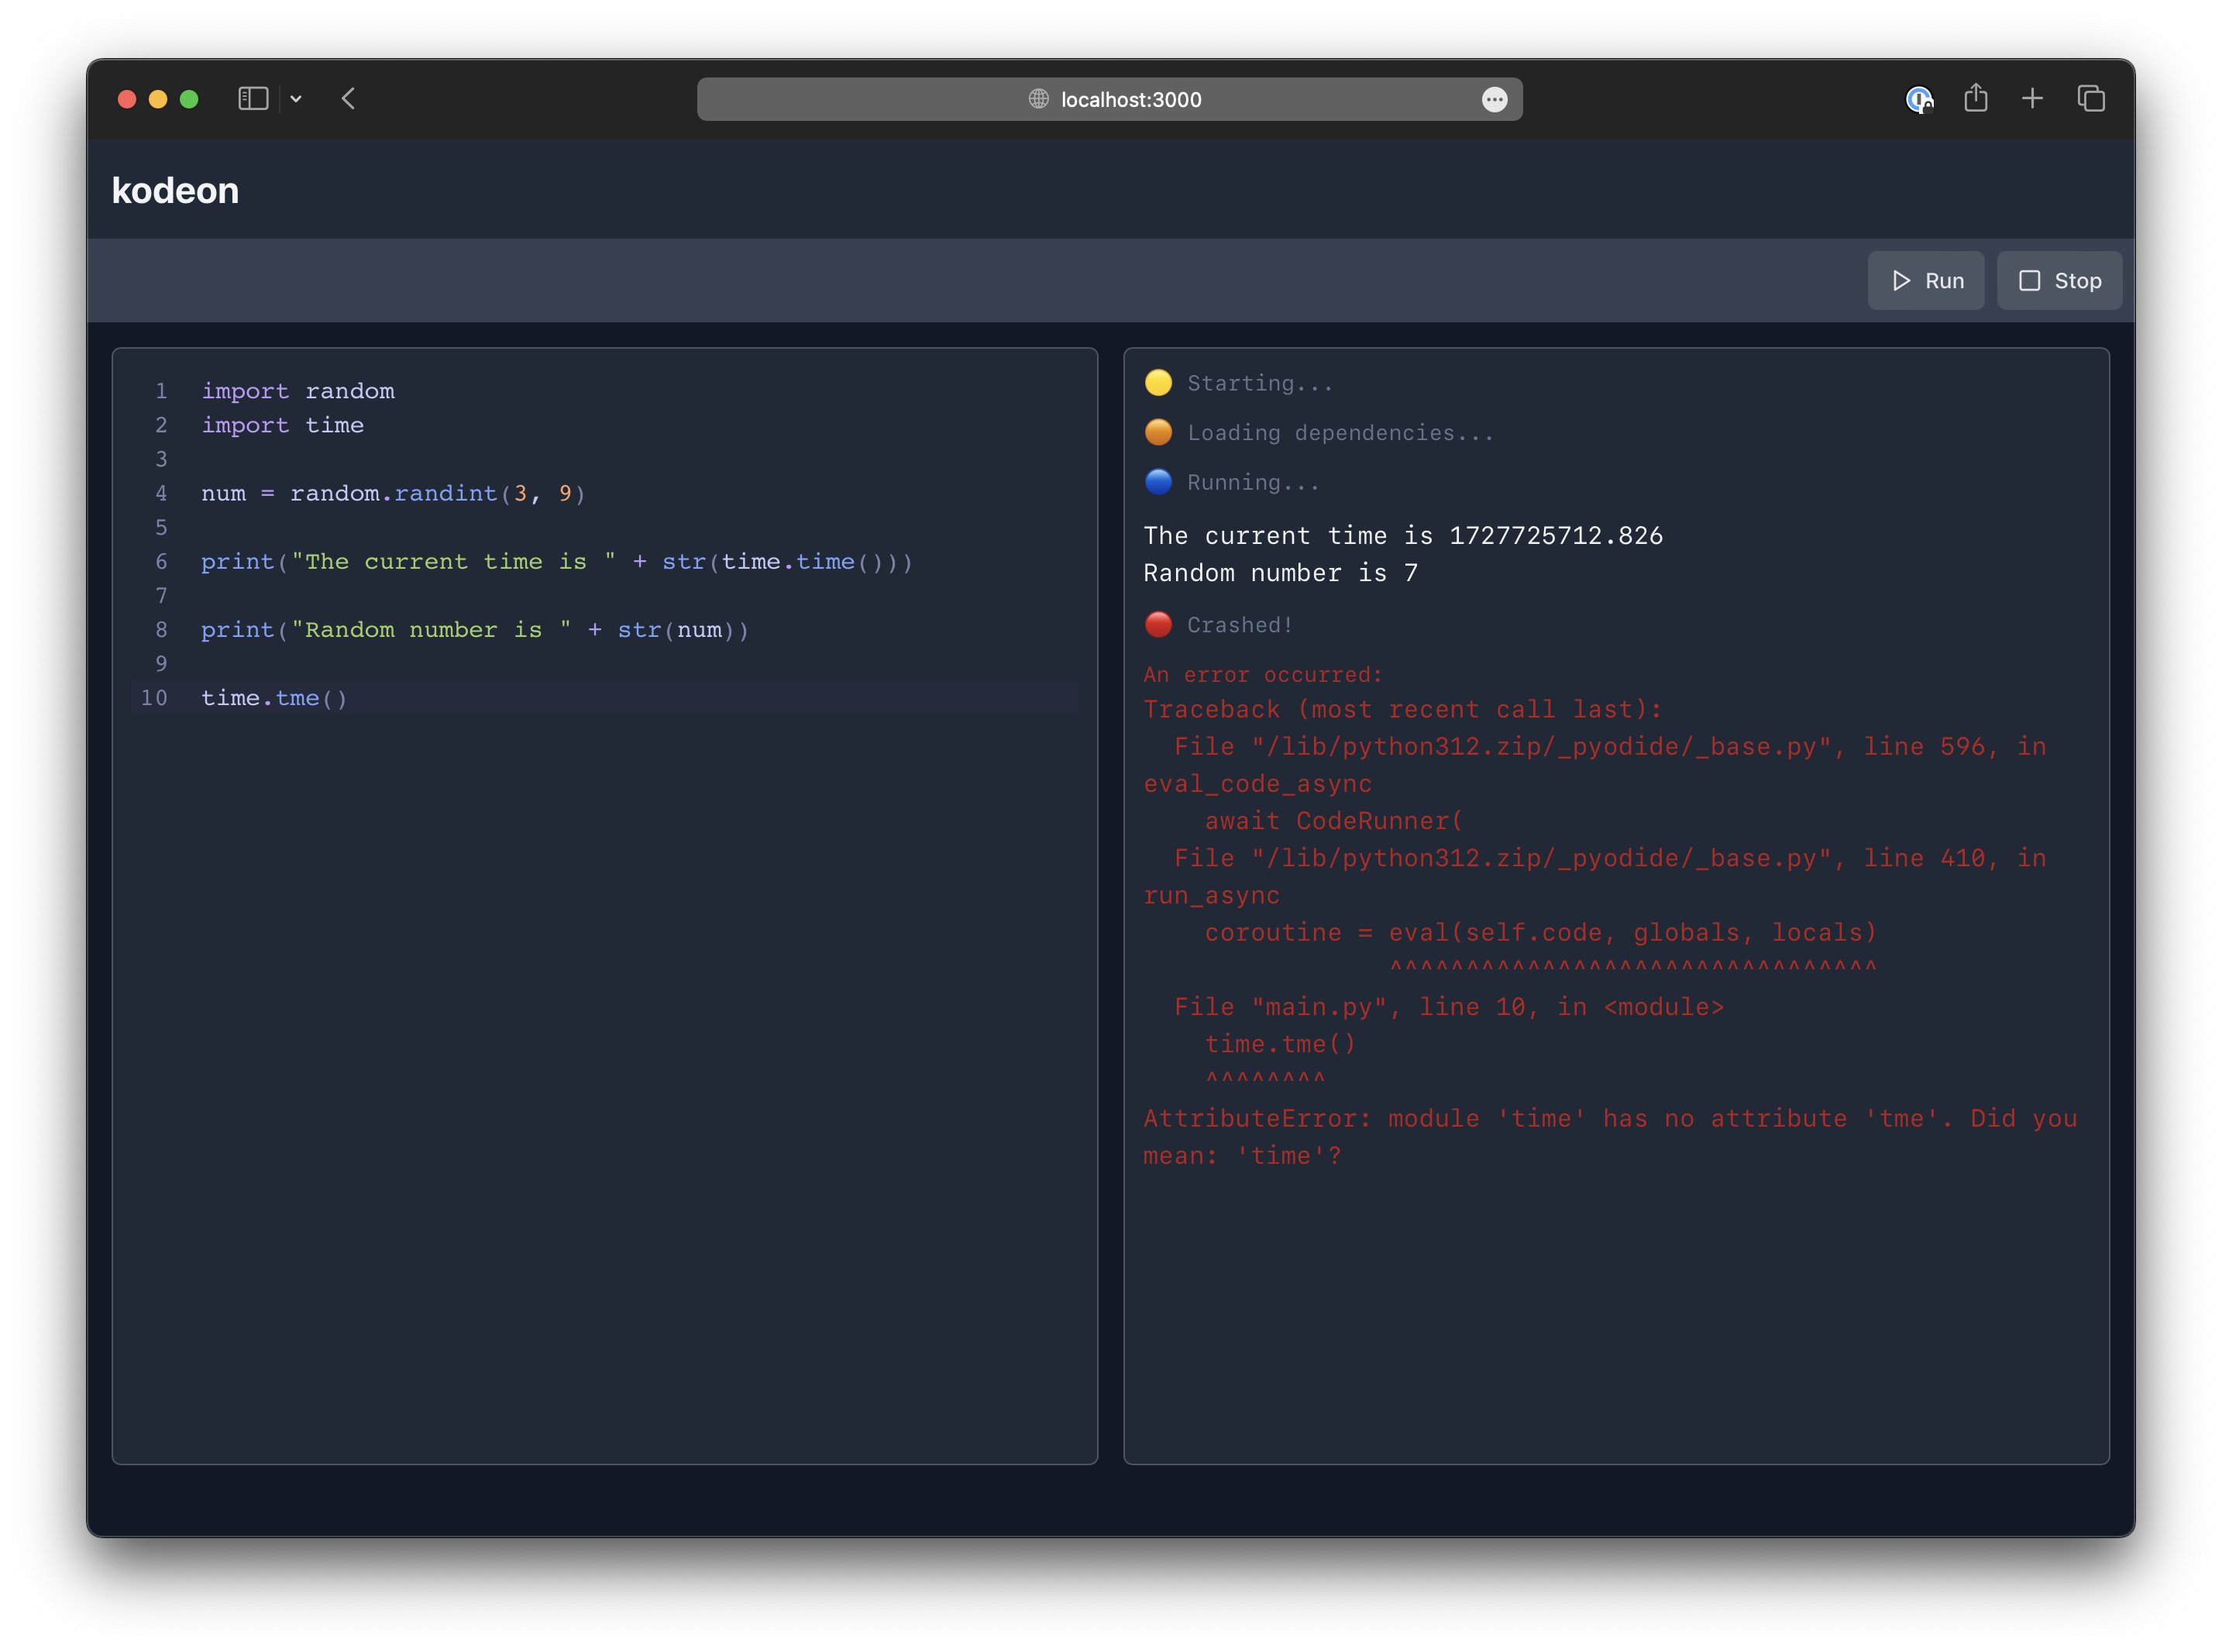 localhost:3000
kodeon
Run
Stop
1 import random
2 import time
3
4 num = random.randint(3, 9)
5
6 print("The current time is " + str(time.time()))
7
8 print("Random number is " + str(num))
9
10 time.tme()
Starting...
Loading dependencies...
Running...
The current time is 1727725712.826
Random number is 7
Crashed!
An error occurred:
Traceback (most recent call last):
  File "/lib/python312.zip/_pyodide/_base.py", line 596, in
eval_code_async
    await CodeRunner(
  File "/lib/python312.zip/_pyodide/_base.py", line 410, in
run_async
    coroutine = eval(self.code, globals, locals)
                ^^^^^^^^^^^^^^^^^^^^^^^^^^^^^^^^
  File "main.py", line 10, in <module>
    time.tme()
    ^^^^^^^^
AttributeError: module 'time' has no attribute 'tme'. Did you
mean: 'time'?